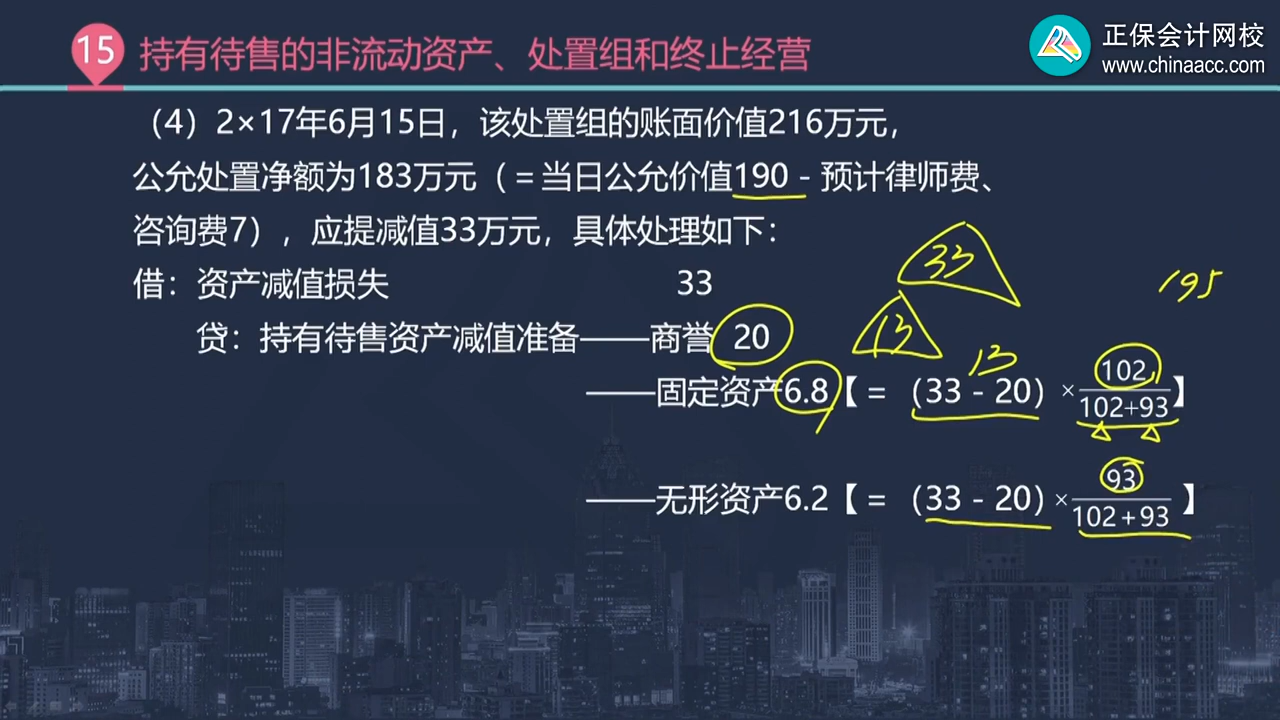 15 持有待售的非流动资产、处置组和终止经营
正保会计网校
www.chinaacc.com
（4）2×17年6月15日，该处置组的账面价值216万元，
公允处置净额为183万元（＝当日公允价值190－预计律师费、
咨询费7），应提减值33万元，具体处理如下：
33
195
借：资产减值损失 33
13
贷：持有待售资产减值准备——商誉 20
13
——固定资产6.8【＝（33－20）×102/102+93】
——无形资产6.2【＝（33－20）×93/102+93】